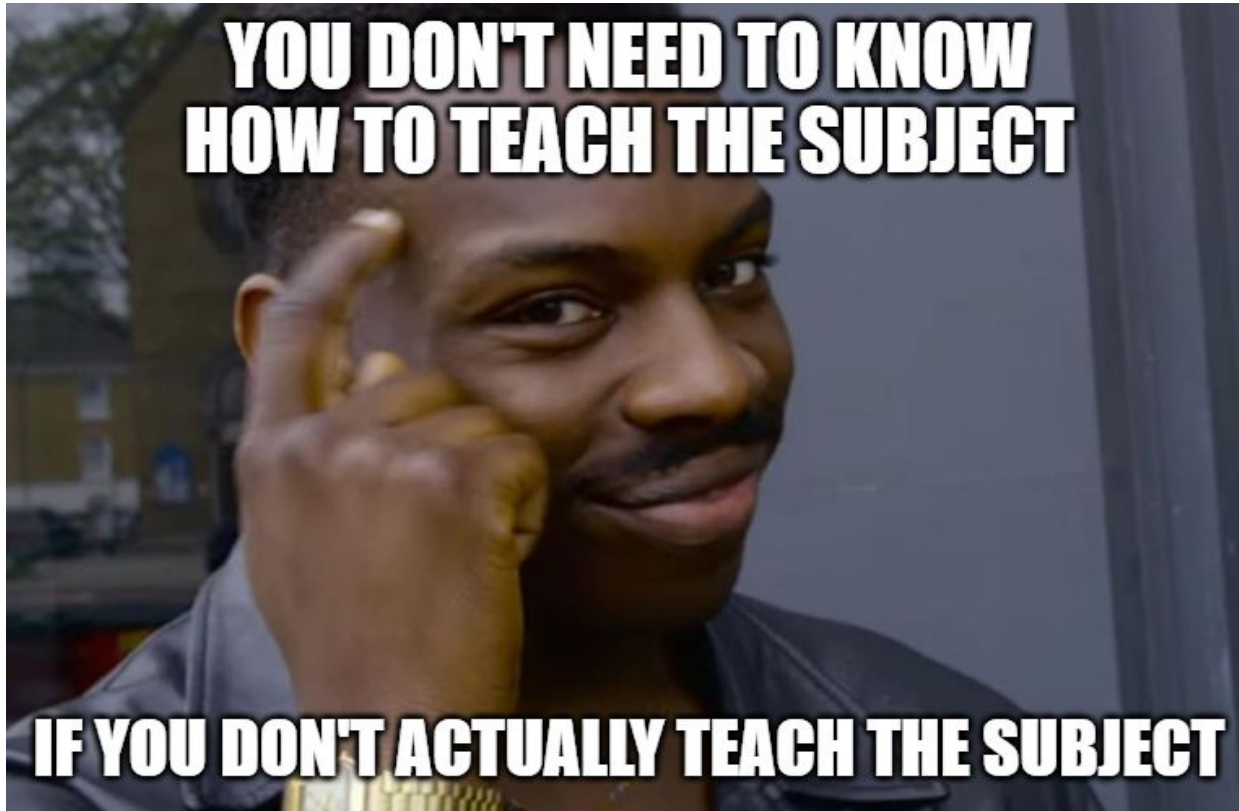 YOU DON'T NEED TO KNOW
HOW TO TEACH THE SUBJECT
IF YOU DON'T ACTUALLY TEACH THE SUBJECT